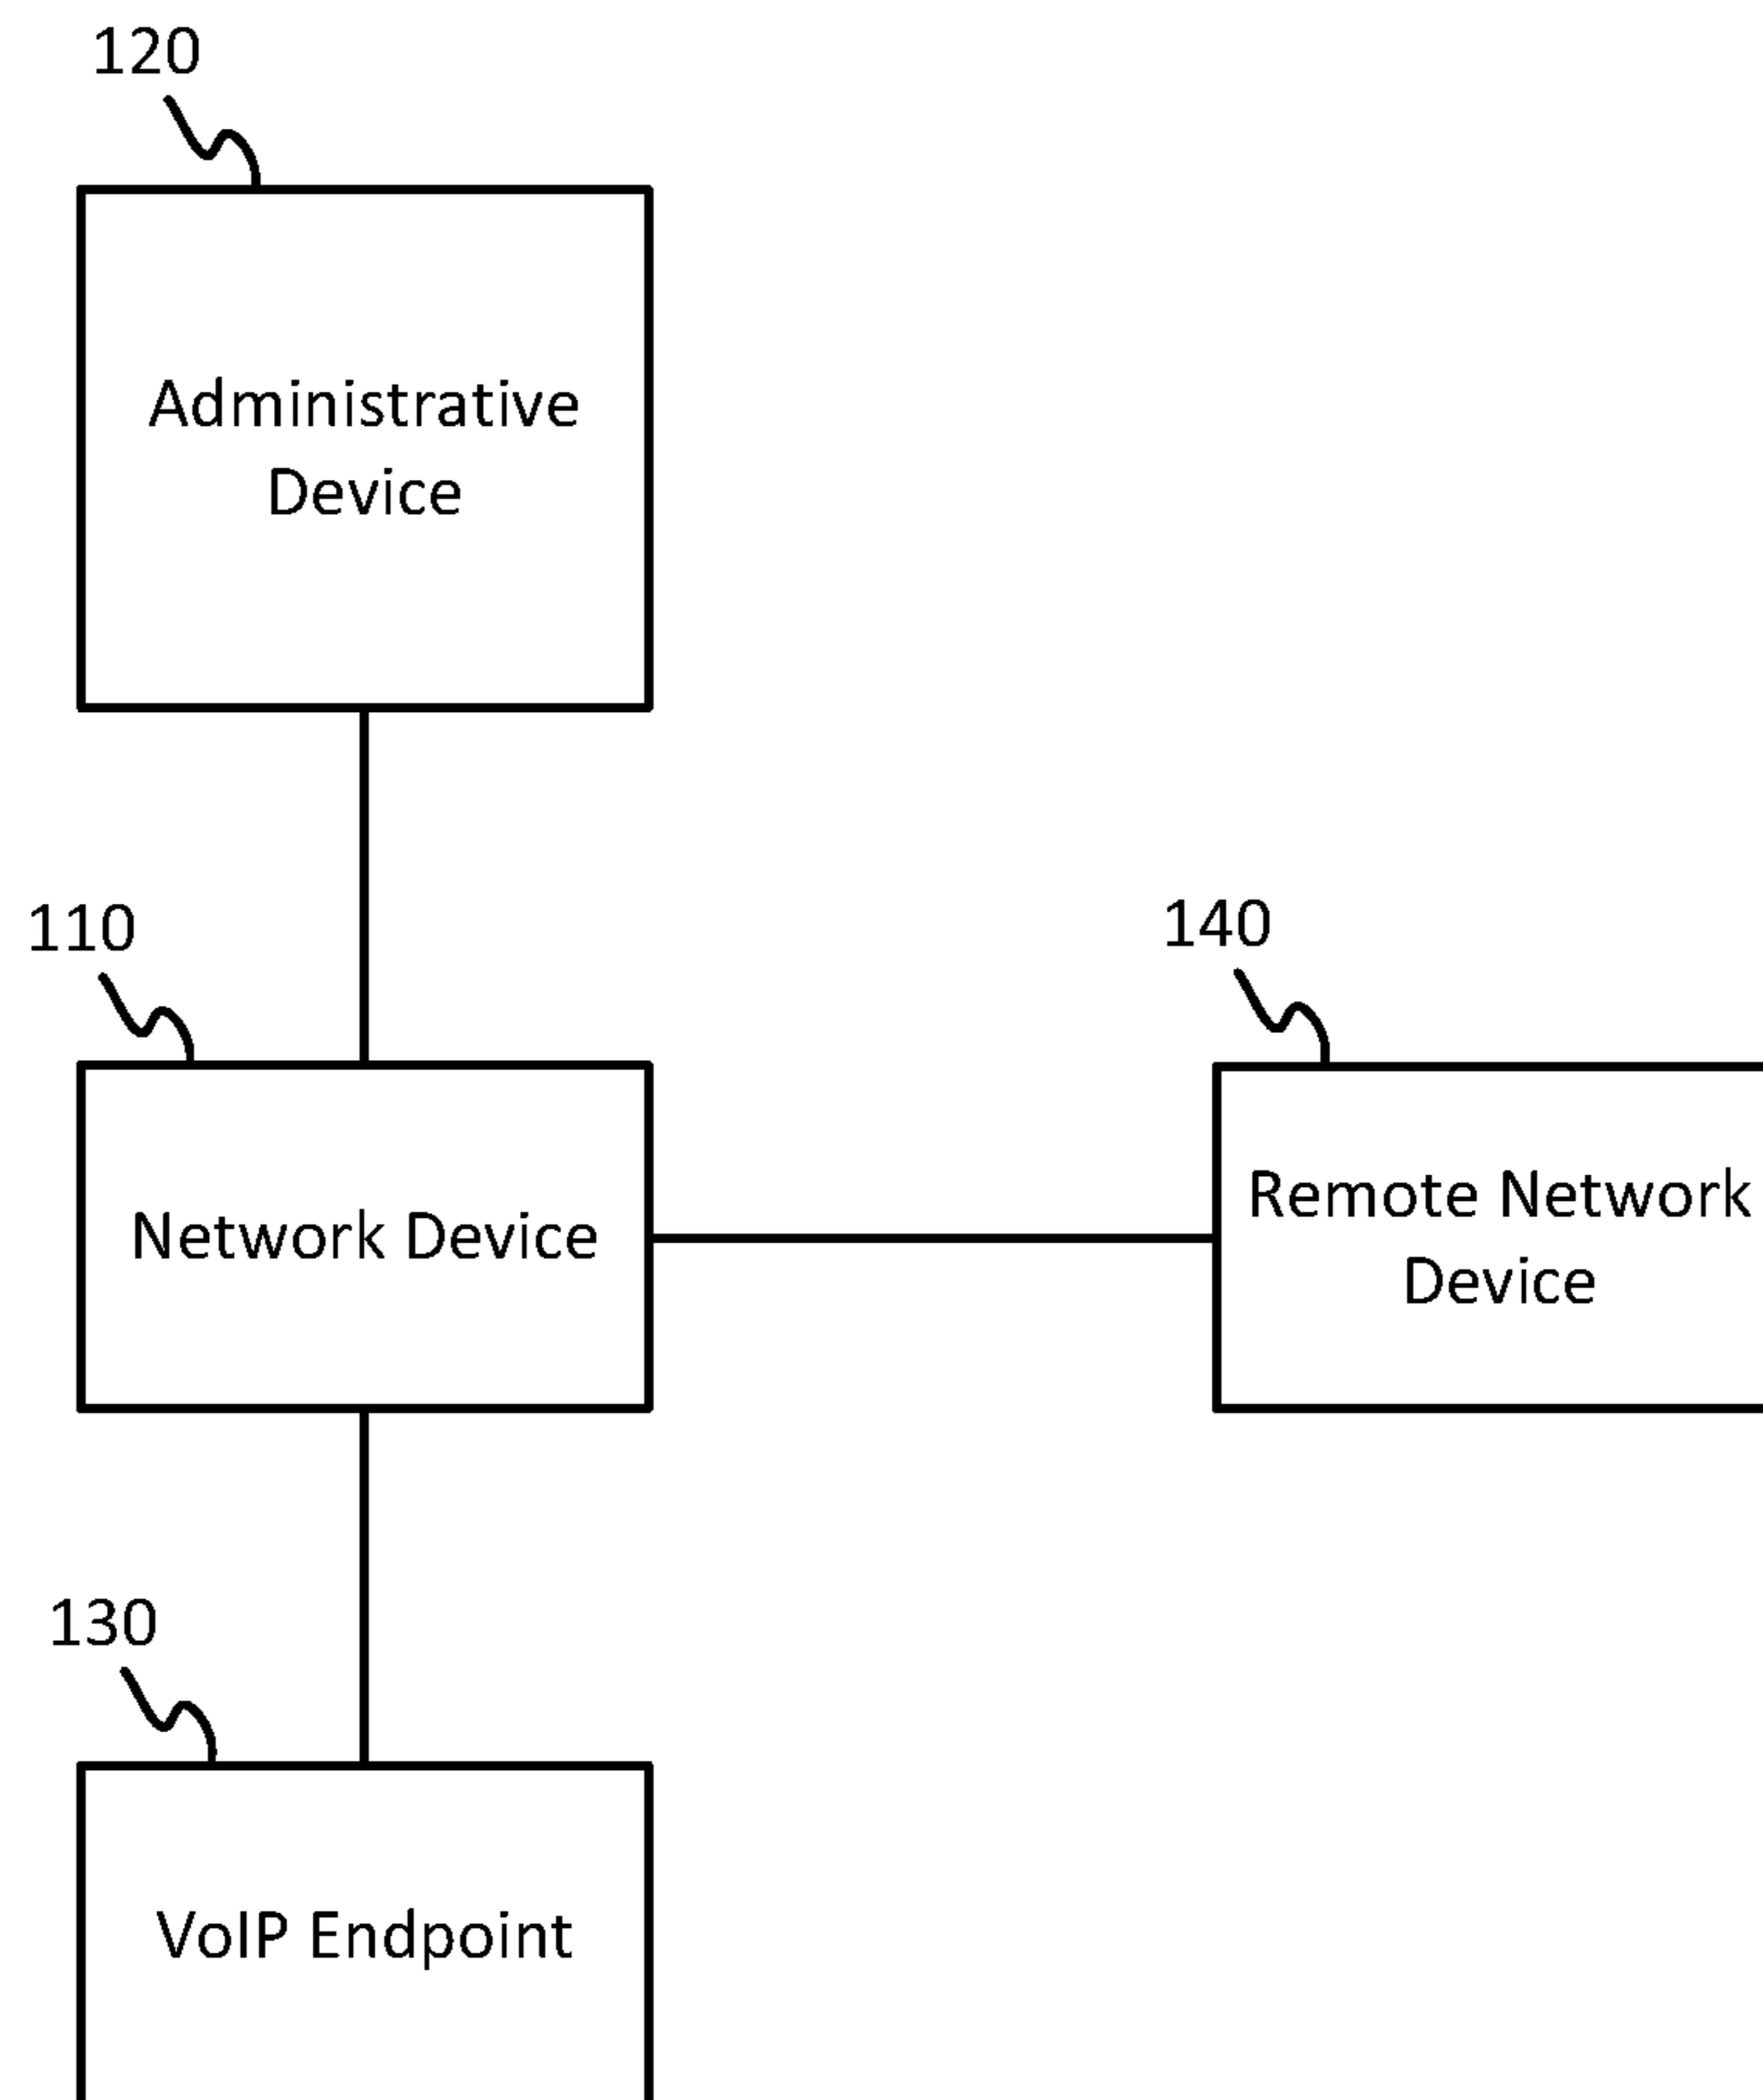 120
Administrative
Device
110
Network Device
140
Remote Network
Device
130
VoIP Endpoint